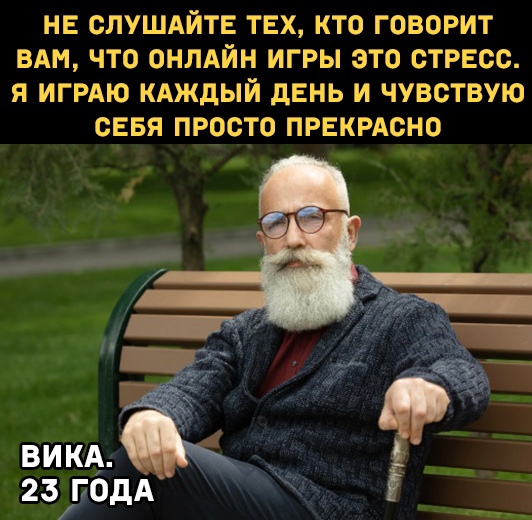 НЕ СЛУШАЙТЕ ТЕХ, КТО ГОВОРИТ
ВАМ, ЧТО ОНЛАЙН ИГРЫ ЭТО СТРЕСС.
Я ИГРАЮ КАЖДЫЙ ДЕНЬ И ЧУВСТВУЮ
СЕБЯ ПРОСТО ПРЕКРАСНО
ВИКА.
23 ГОДА